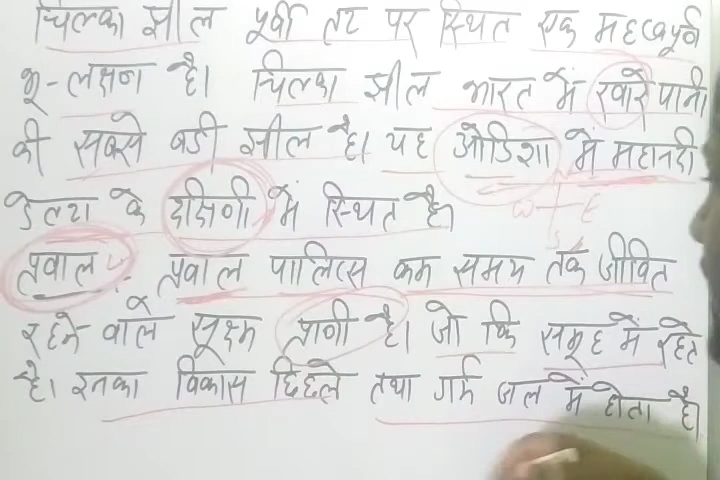 चिल्का झील पूर्वी तट पर स्थित एक महत्वपूर्ण
भू-लक्षण है। चिल्का झील भारत में खारे पानी
की सबसे बडी झील है। यह ओडिशा में महानदी
डेल्टा के दक्षिणी में स्थित है।
W E
S
प्रवाल :- प्रवाल पालिप्स कम समय तक जीवित
रहने वाले सूक्ष्म प्राणी है। जो कि समूह में रहते
है। इनका विकास छिछले तथा गर्म जल में होता है।